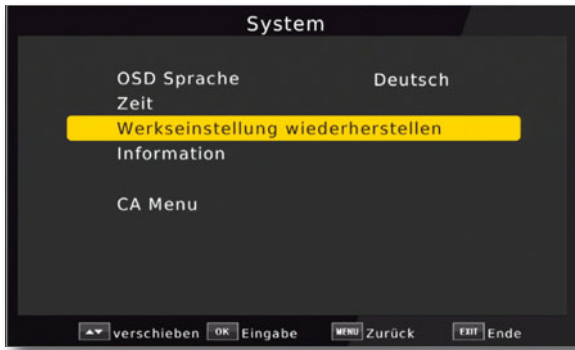 System
OSD Sprache Deutsch
Zeit
Werkseinstellung wiederherstellen
Information
CA Menu
verschieben OK Eingabe MENU Zurück EXIT Ende